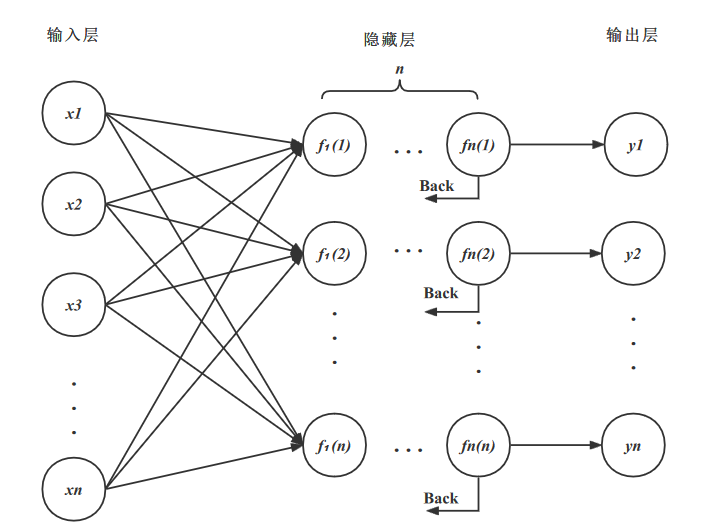 输入层
隐藏层
输出层
n
x1
f₁(1)
...
fn(1)
y1
Back
x2
f₁(2)
...
fn(2)
y2
Back
x3
xn
f₁(n)
...
fn(n)
yn
Back